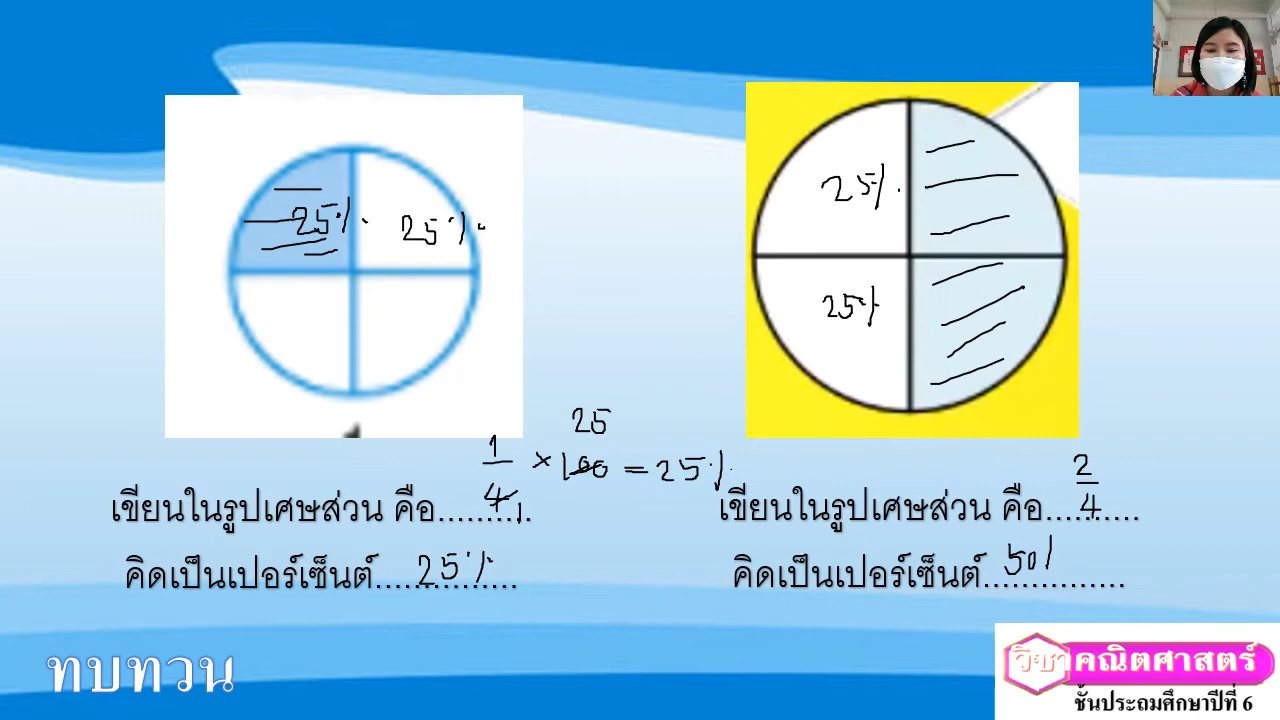 25%. 25%.
25%.
25%
1/4 × 100 = 25%.
25
1
เขียนในรูปเศษส่วน คือ..........
คิดเป็นเปอร์เซ็นต์ 25%
2/4
เขียนในรูปเศษส่วน คือ..........
คิดเป็นเปอร์เซ็นต์ 50%
ทบทวน
วิชาคณิตศาสตร์
ชั้นประถมศึกษาปีที่ 6